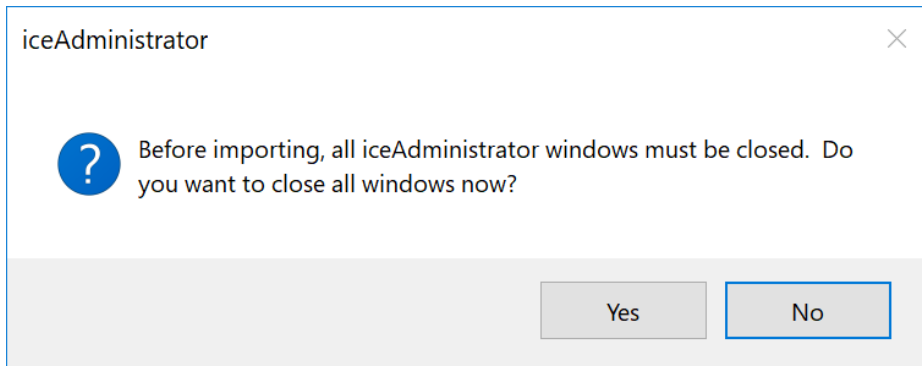 iceAdministrator
Before importing, all iceAdministrator windows must be closed.  Do
you want to close all windows now?
Yes
No